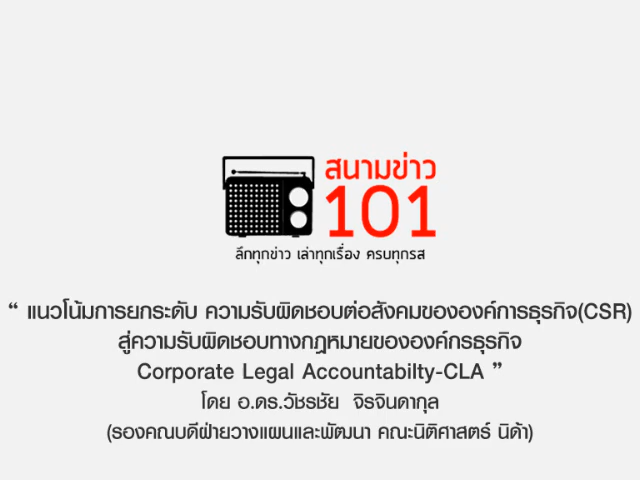 สนามข่าว
101
ลึกทุกข่าว เล่าทุกเรื่อง ครบทุกรส
“ แนวโน้มการยกระดับ ความรับผิดชอบต่อสังคมขององค์การธุรกิจ(CSR)
สู่ความรับผิดชอบทางกฎหมายขององค์กรธุรกิจ
Corporate Legal Accountabilty-CLA ”
โดย อ.ดร.วัชรชัย จิรจินดากุล
(รองคณบดีฝ่ายวางแผนและพัฒนา คณะนิติศาสตร์ นิด้า)